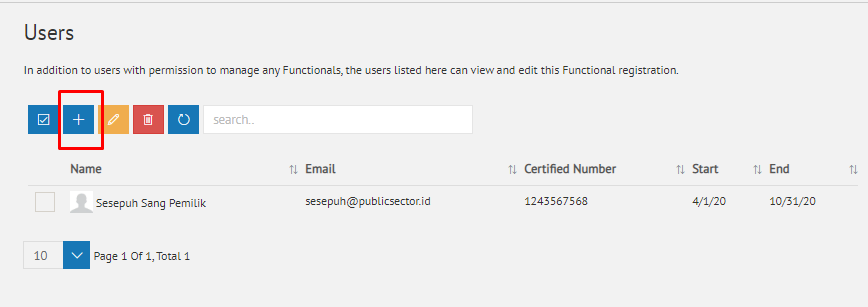 Users
In addition to users with permission to manage any Functionals, the users listed here can view and edit this Functional registration.
search..
Name Email Certified Number Start End
Sesepuh Sang Pemilik sesepuh@publicsector.id 1243567568 4/1/20 10/31/20
10 Page 1 Of 1, Total 1